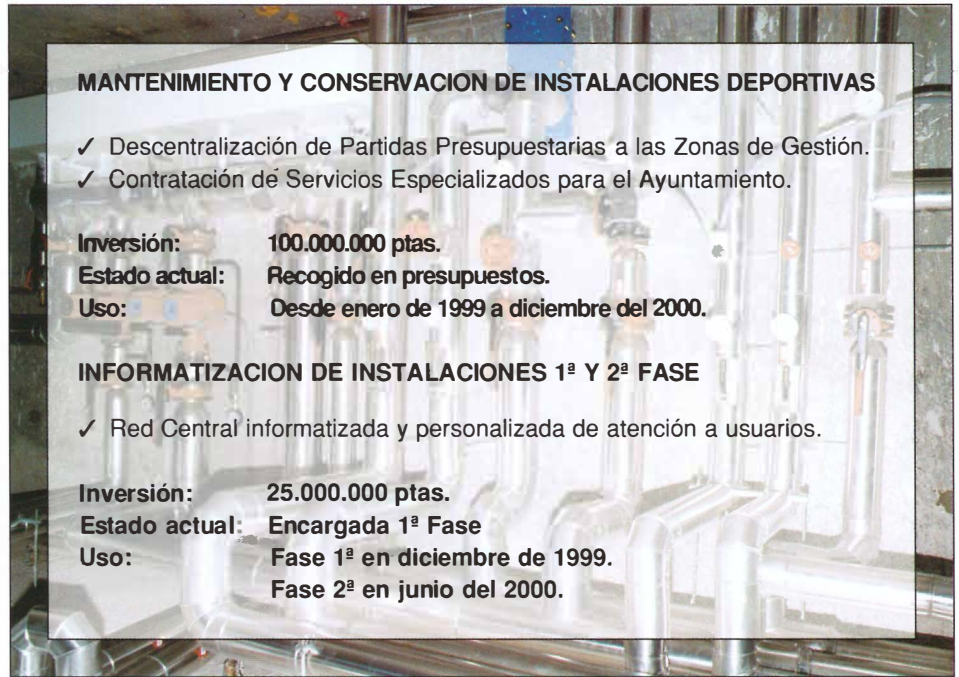 MANTENIMIENTO Y CONSERVACION DE INSTALACIONES DEPORTIVAS
✓ Descentralización de Partidas Presupuestarias a las Zonas de Gestión.
✓ Contratación de Servicios Especializados para el Ayuntamiento.
Inversión: 100.000.000 ptas.
Estado actual: Recogido en presupuestos.
Uso: Desde enero de 1999 a diciembre del 2000.
INFORMATIZACION DE INSTALACIONES 1ª Y 2ª FASE
✓ Red Central informatizada y personalizada de atención a usuarios.
Inversión: 25.000.000 ptas.
Estado actual: Encargada 1ª Fase
Uso: Fase 1ª en diciembre de 1999.
Fase 2ª en junio del 2000.